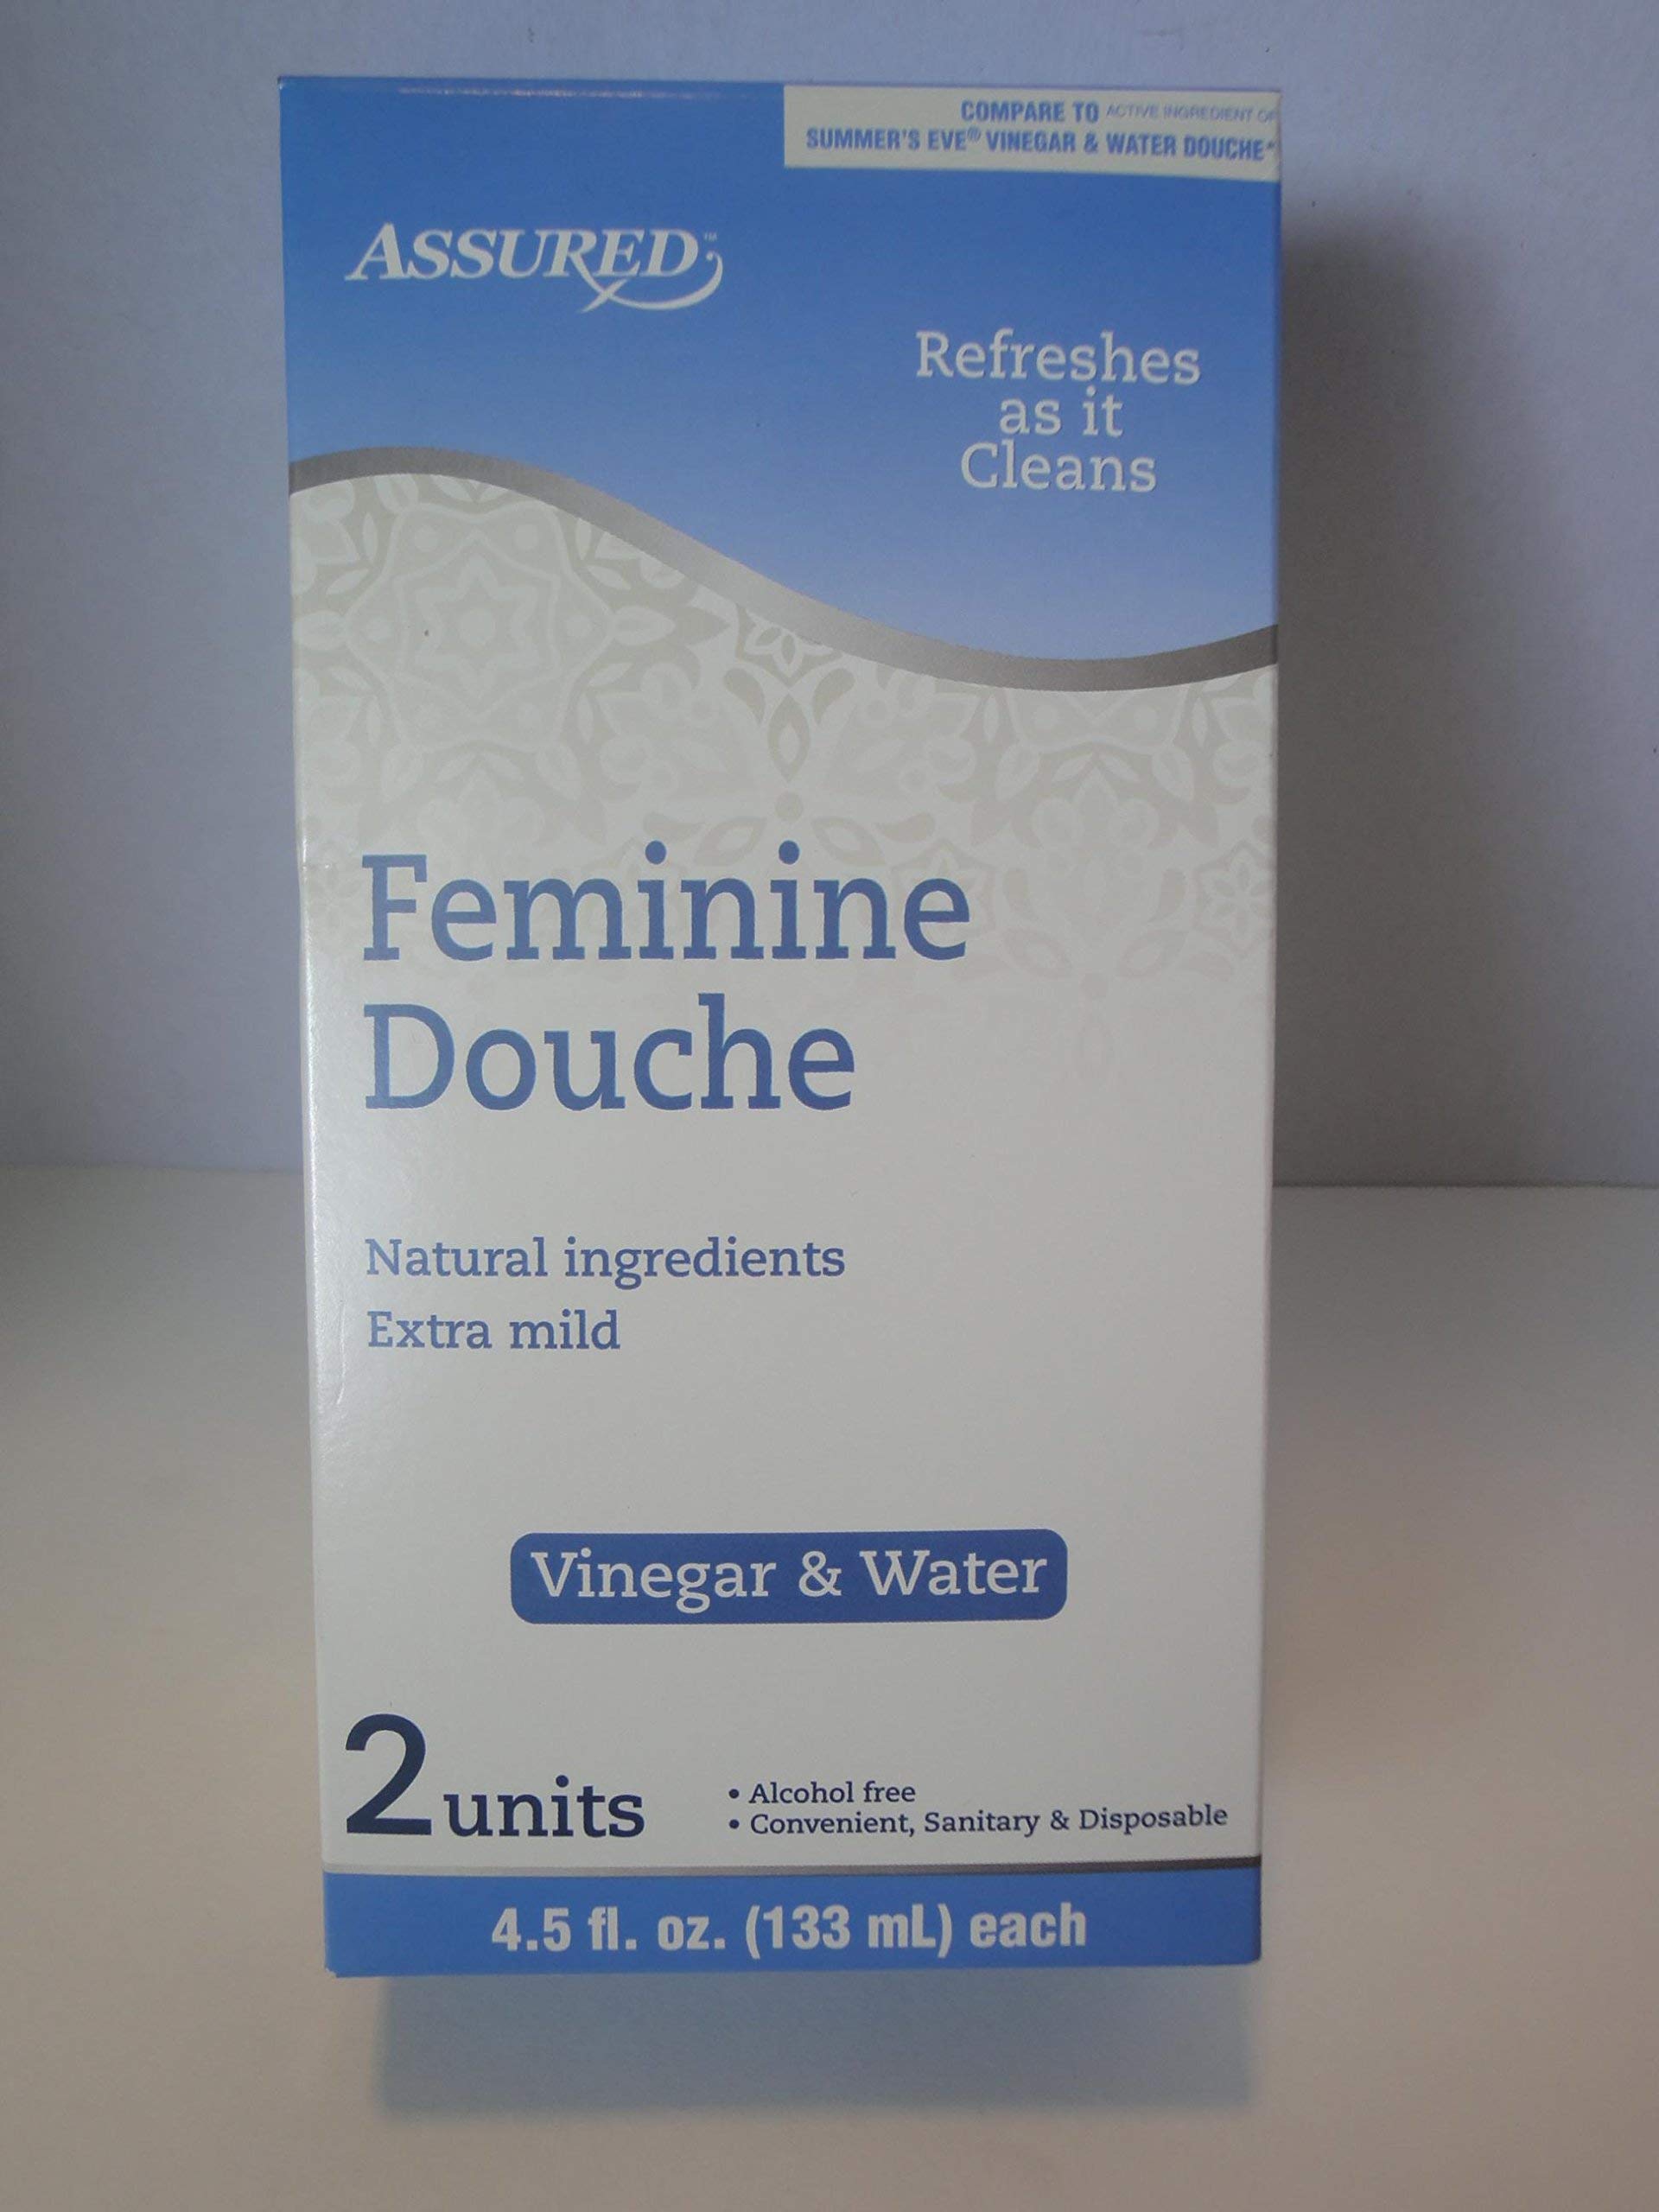 COMPARE TO ACTIVE INGREDIENT OF
SUMMER'S EVE® VINEGAR & WATER DOUCHE*
ASSURED™
Refreshes
as it
Cleans
Feminine
Douche
Natural ingredients
Extra mild
Vinegar & Water
2 units
• Alcohol free
• Convenient, Sanitary & Disposable
4.5 fl. oz. (133 mL) each